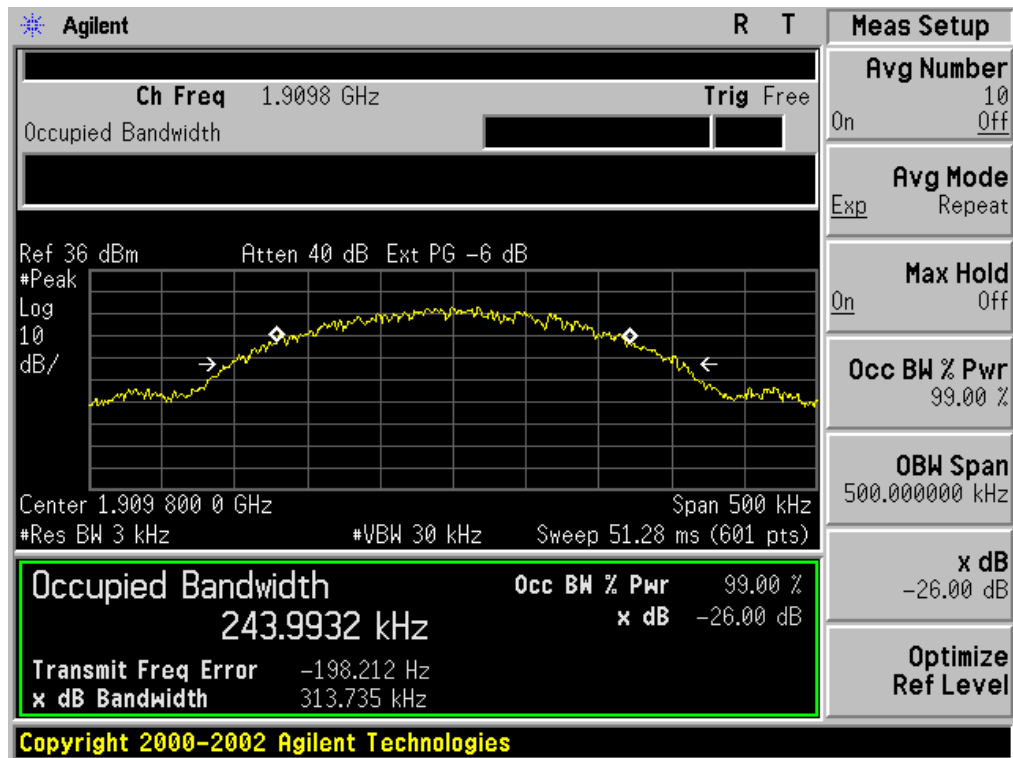 Agilent R T
Ch Freq 1.9098 GHz Trig Free
Occupied Bandwidth
Ref 36 dBm Atten 40 dB Ext PG -6 dB
#Peak
Log
10
dB/
Center 1.909 800 0 GHz Span 500 kHz
#Res BW 3 kHz #VBW 30 kHz Sweep 51.28 ms (601 pts)
Occupied Bandwidth Occ BW % Pwr 99.00 %
243.9932 kHz x dB -26.00 dB
Transmit Freq Error -198.212 Hz
x dB Bandwidth 313.735 kHz
Copyright 2000-2002 Agilent Technologies
Meas Setup
Avg Number
10
On Off
Avg Mode
Exp Repeat
Max Hold
On Off
Occ BW % Pwr
99.00 %
OBW Span
500.000000 kHz
x dB
-26.00 dB
Optimize
Ref Level